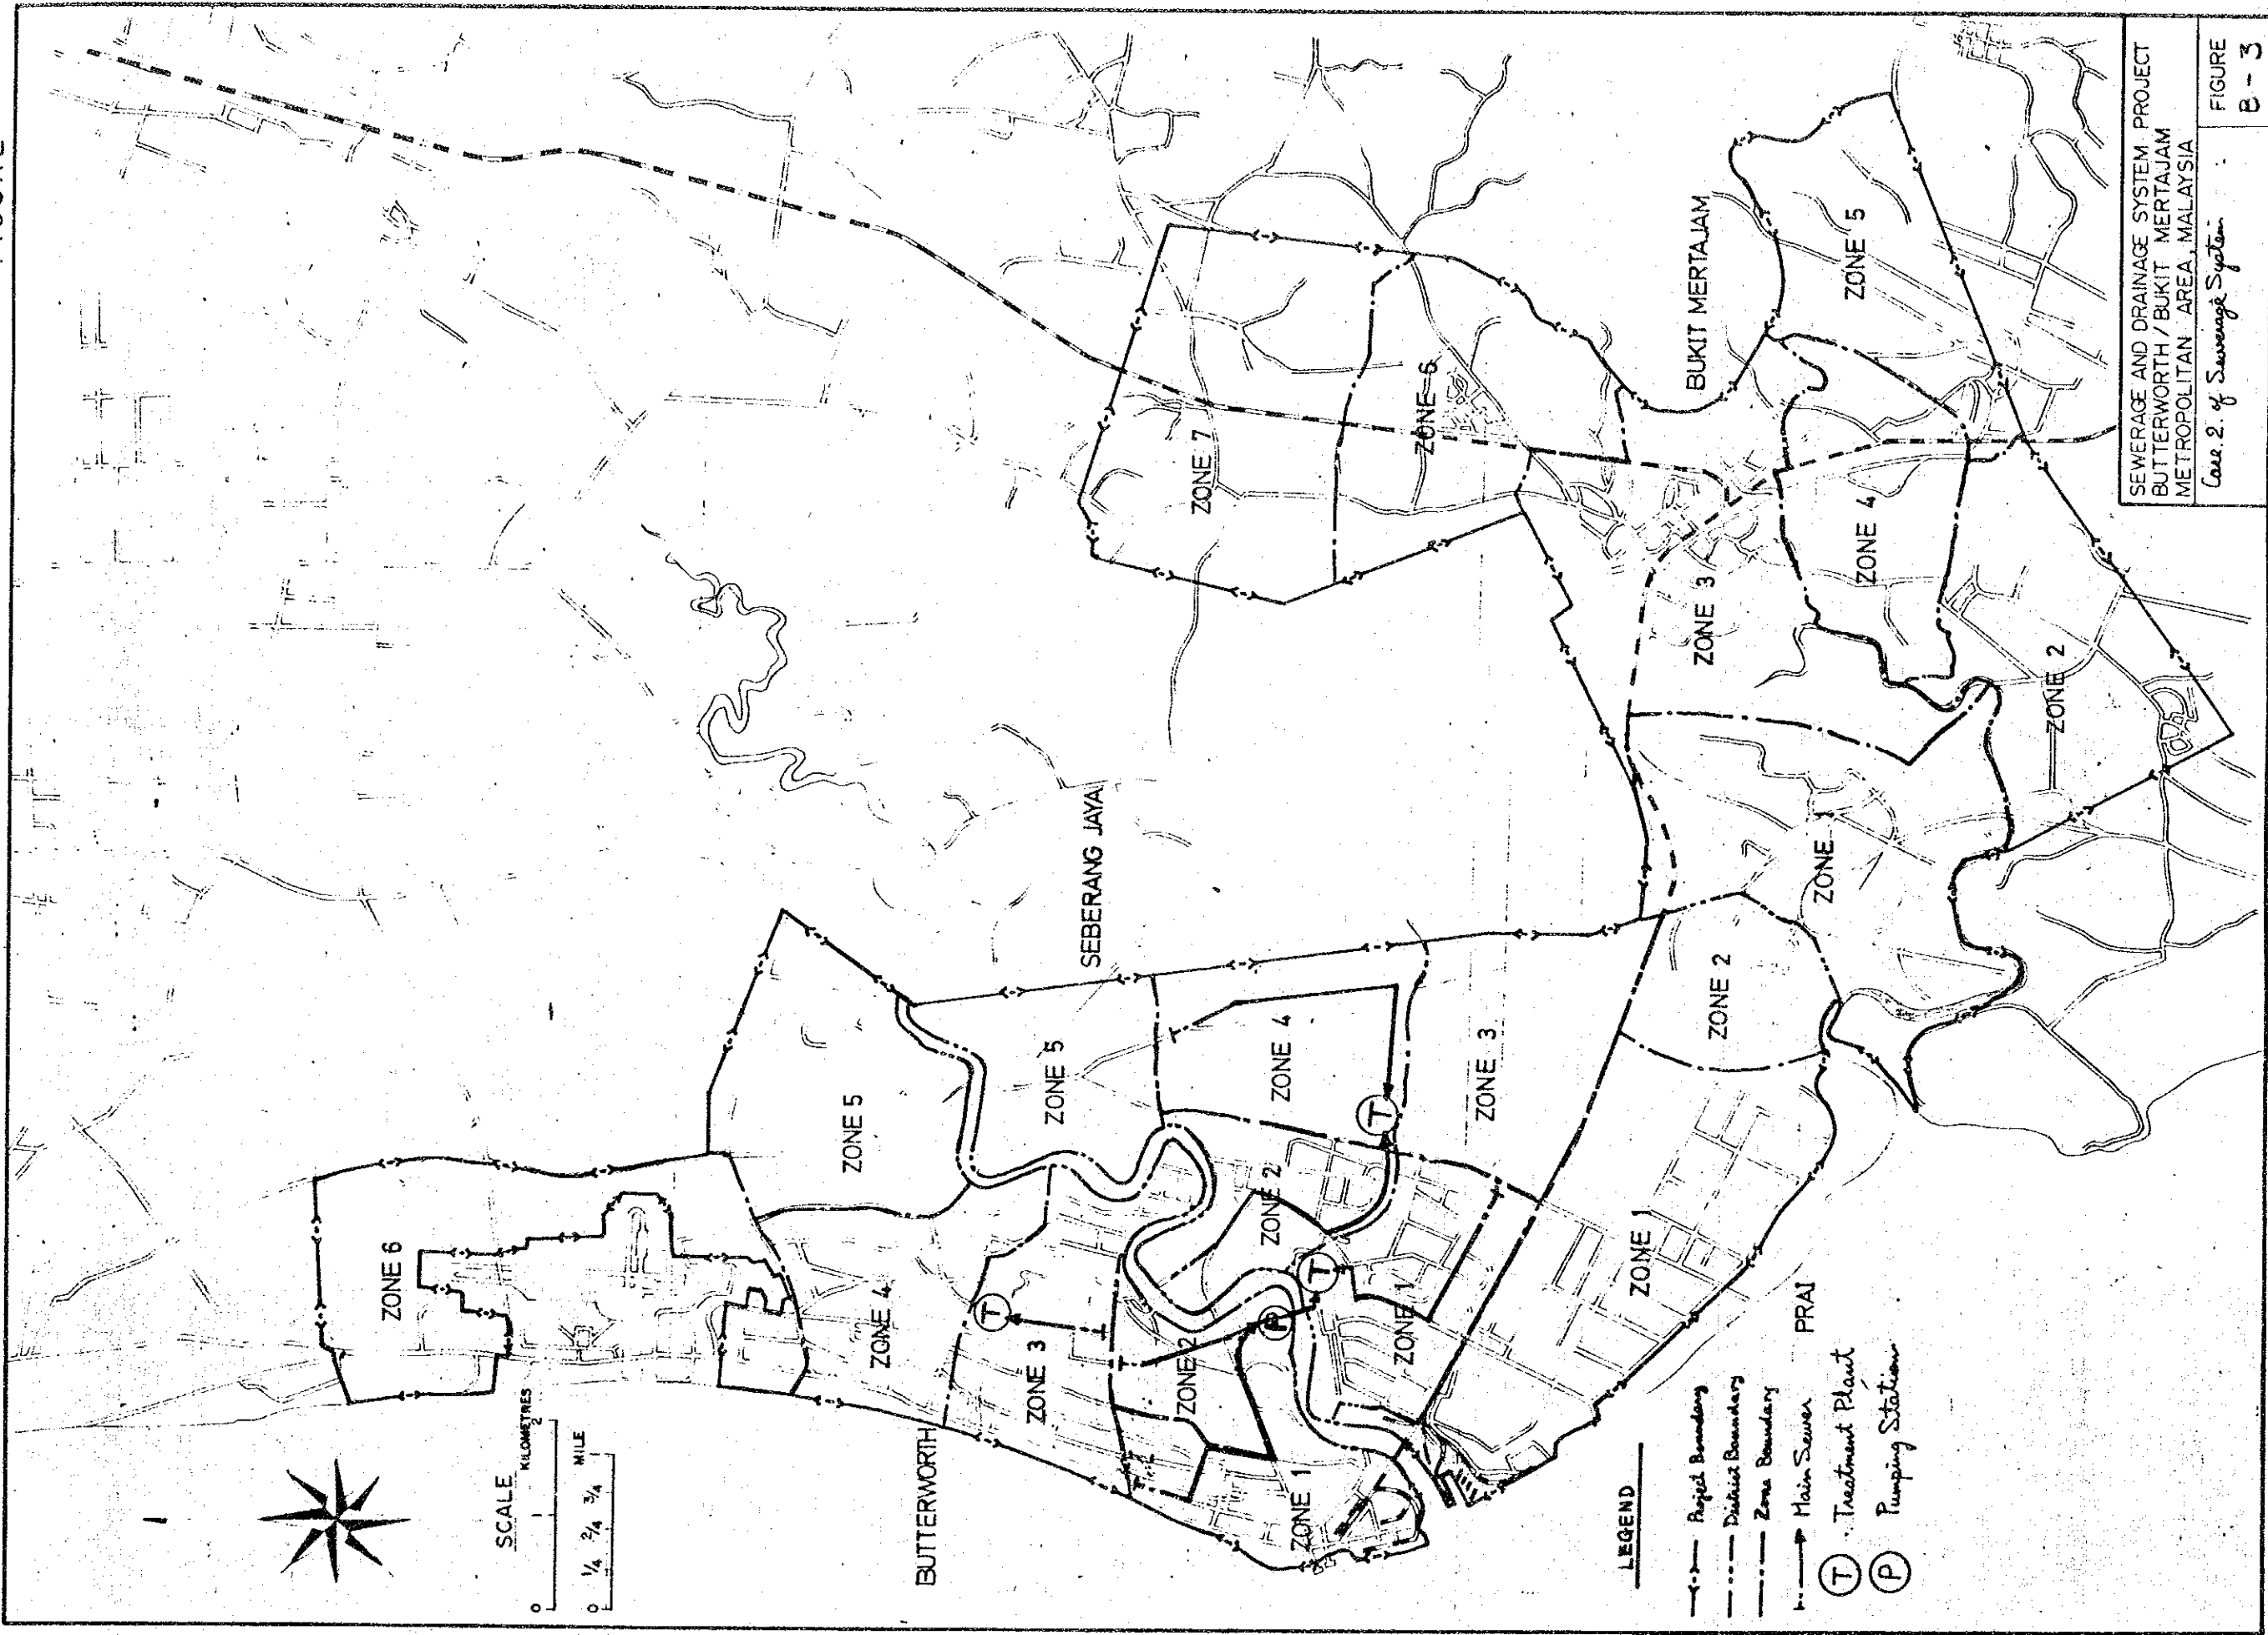 SEWERAGE AND DRAINAGE SYSTEM PROJECT
BUTTERWORTH / BUKIT MERTAJAM
METROPOLITAN AREA, MALAYSIA
Case 2. of Sewerage System
FIGURE
B - 3
SCALE
KILOMETRES
0 1 2
MILE
0 1/4 2/4 3/4 1
BUTTERWORTH
ZONE 6
ZONE 5
ZONE 4
ZONE 3
ZONE 2
ZONE 1
SEBERANG JAYA
ZONE 5
ZONE 4
ZONE 3
ZONE 2
ZONE 1
PRAI
ZONE 2
ZONE 1
BUKIT MERTAJAM
ZONE 7
ZONE 6
ZONE 5
ZONE 4
ZONE 3
ZONE 2
ZONE 1
T
T
T
P
LEGEND
Project Boundary
District Boundary
Zone Boundary
Main Sewer
T Treatment Plant
P Pumping Station